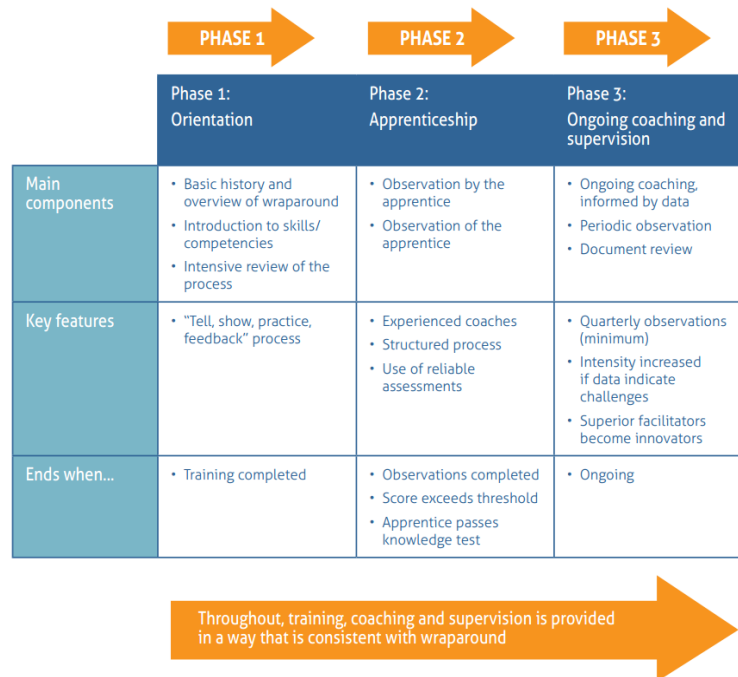 PHASE 1
PHASE 2
PHASE 3
Phase 1:
Orientation
Phase 2:
Apprenticeship
Phase 3:
Ongoing coaching and
supervision
Main
components
• Basic history and
overview of wraparound
• Introduction to skills/
competencies
• Intensive review of the
process
• Observation by the
apprentice
• Observation of the
apprentice
• Ongoing coaching,
informed by data
• Periodic observation
• Document review
Key features
• “Tell, show, practice,
feedback” process
• Experienced coaches
• Structured process
• Use of reliable
assessments
• Quarterly observations
(minimum)
• Intensity increased
if data indicate
challenges
• Superior facilitators
become innovators
Ends when...
• Training completed
• Observations completed
• Score exceeds threshold
• Apprentice passes
knowledge test
• Ongoing
Throughout, training, coaching and supervision is provided
in a way that is consistent with wraparound